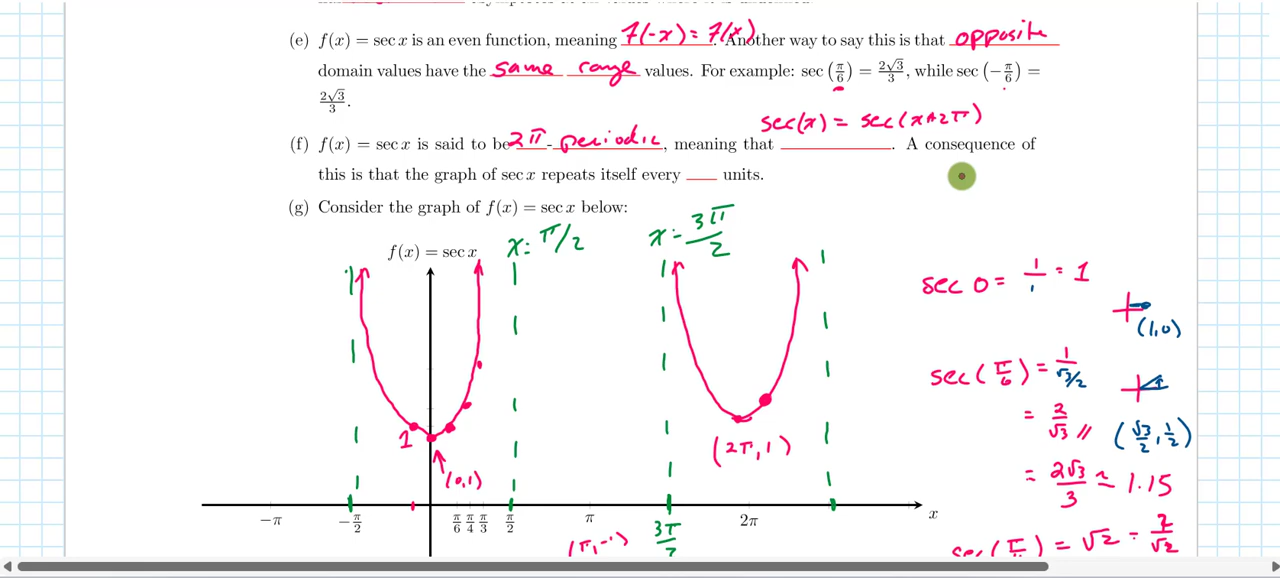 (e) f(x) = sec x is an even function, meaning f(-x) = f(x). Another way to say this is that opposite
domain values have the same range values. For example: sec (π/6) = 2√3/3, while sec (-π/6) =
2√3/3.
sec(x) = sec(x+2π)
(f) f(x) = sec x is said to be 2π-periodic, meaning that ______. A consequence of
this is that the graph of sec x repeats itself every ___ units.
(g) Consider the graph of f(x) = sec x below:
f(x) = sec x
x = π/2
x = 3π/2
1
(0,1)
(2π, 1)
-π -π/2 π/6 π/4 π/3 π/2 π 2π x
(π,-1)
3π/2
sec 0 = 1/1 = 1
(1,0)
sec(π/6) = 1/√3/2
= 2/√3 //
(√3/2, 1/2)
= 2√3/3 ≈ 1.15
= √2 = 2/√2